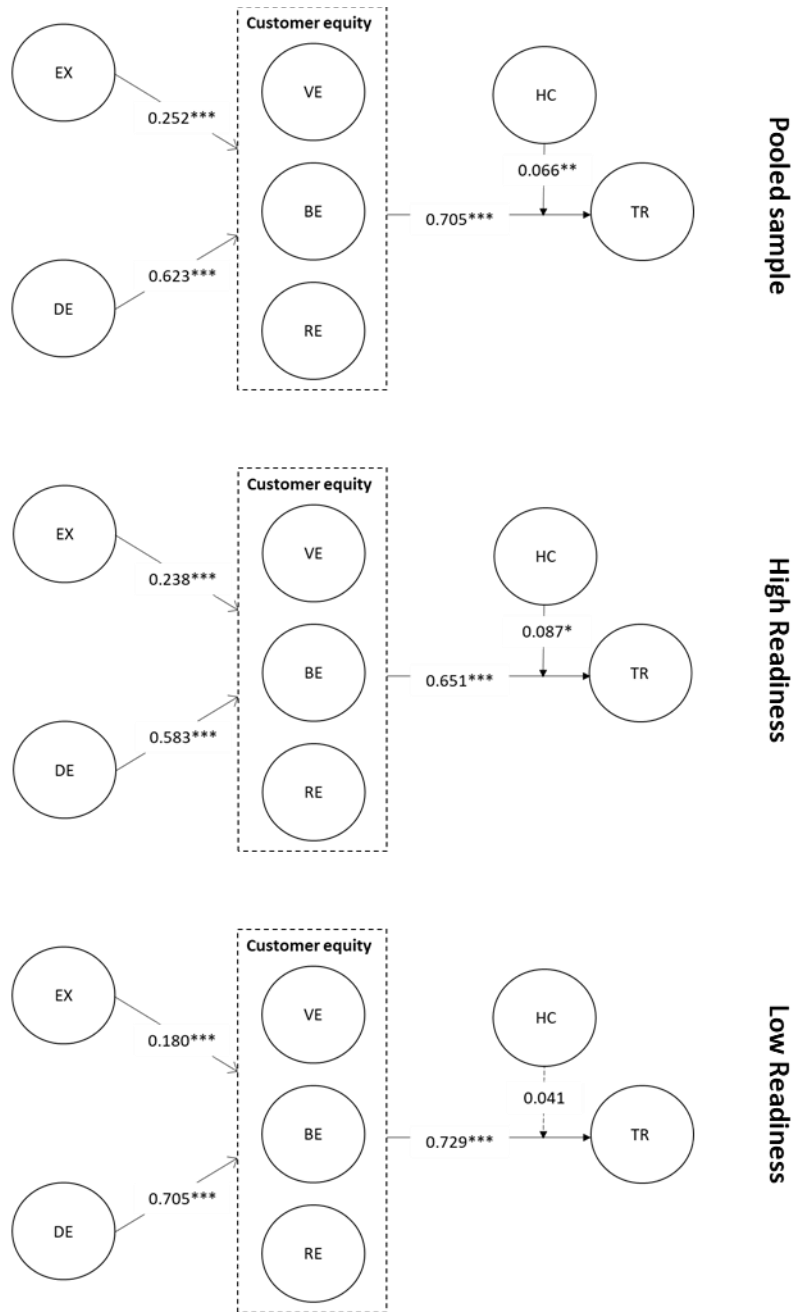 Customer equity
EX
VE
HC
0.252***
0.066**
BE
0.705***
TR
0.623***
DE
RE
Pooled sample
Customer equity
EX
VE
HC
0.238***
0.087*
BE
0.651***
TR
0.583***
DE
RE
High Readiness
Customer equity
EX
VE
HC
0.180***
0.041
BE
0.729***
TR
0.705***
DE
RE
Low Readiness